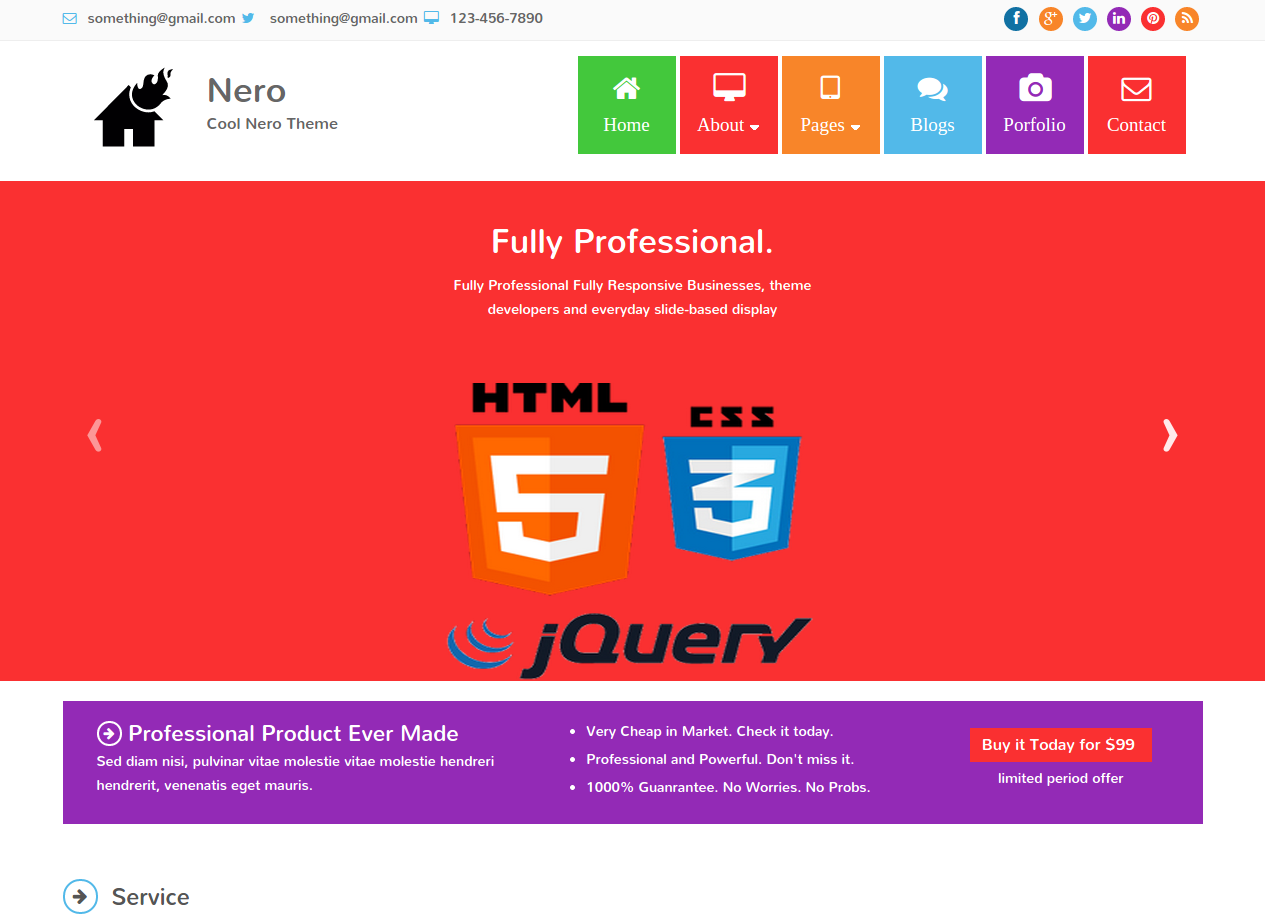 something@gmail.com something@gmail.com 123-456-7890
Nero
Cool Nero Theme
Home About Pages Blogs Porfolio Contact
Fully Professional.
Fully Professional Fully Responsive Businesses, theme
developers and everyday slide-based display
HTML
CSS
5
3
jQuery
Professional Product Ever Made
Sed diam nisi, pulvinar vitae molestie vitae molestie hendreri
hendrerit, venenatis eget mauris.
Very Cheap in Market. Check it today.
Professional and Powerful. Don't miss it.
1000% Guanrantee. No Worries. No Probs.
Buy it Today for $99
limited period offer
Service